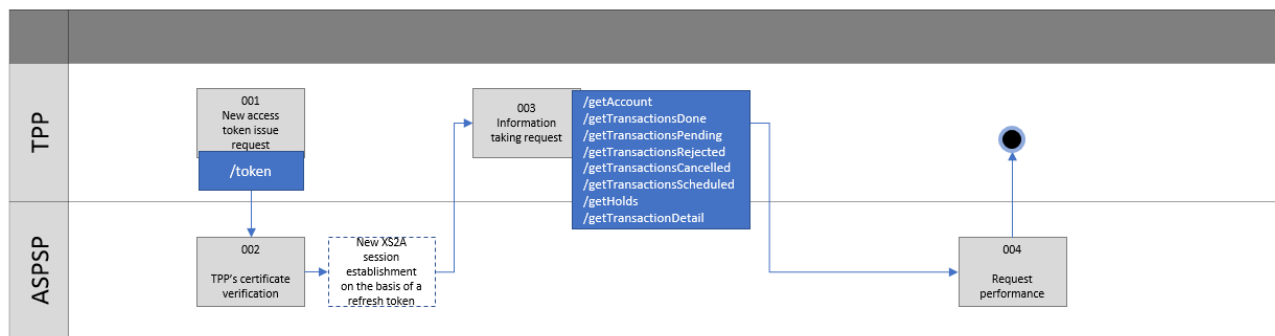 TPP
001
New access
token issue
request
/token
003
Information
taking request
/getAccount
/getTransactionsDone
/getTransactionsPending
/getTransactionsRejected
/getTransactionsCancelled
/getTransactionsScheduled
/getHolds
/getTransactionDetail
ASPSP
002
TPP's certificate
verification
New XS2A
session
establishment
on the basis of a
refresh token
004
Request
performance